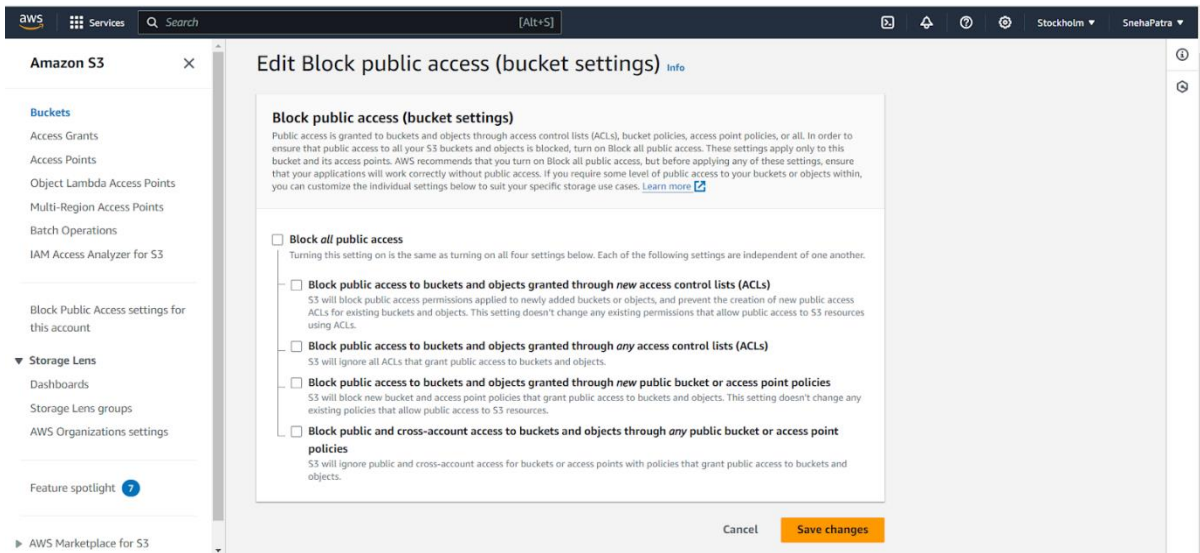 aws Services Search [Alt+S] Stockholm ▼ SnehaPatra ▼
Amazon S3
Buckets
Access Grants
Access Points
Object Lambda Access Points
Multi-Region Access Points
Batch Operations
IAM Access Analyzer for S3
Block Public Access settings for
this account
▼ Storage Lens
Dashboards
Storage Lens groups
AWS Organizations settings
Feature spotlight 7
▶ AWS Marketplace for S3
Edit Block public access (bucket settings) Info
Block public access (bucket settings)
Public access is granted to buckets and objects through access control lists (ACLs), bucket policies, access point policies, or all. In order to
ensure that public access to all your S3 buckets and objects is blocked, turn on Block all public access. These settings apply only to this
bucket and its access points. AWS recommends that you turn on Block all public access, but before applying any of these settings, ensure
that your applications will work correctly without public access. If you require some level of public access to your buckets or objects within,
you can customize the individual settings below to suit your specific storage use cases. Learn more
Block all public access
Turning this setting on is the same as turning on all four settings below. Each of the following settings are independent of one another.
Block public access to buckets and objects granted through new access control lists (ACLs)
S3 will block public access permissions applied to newly added buckets or objects, and prevent the creation of new public access
ACLs for existing buckets and objects. This setting doesn't change any existing permissions that allow public access to S3 resources
using ACLs.
Block public access to buckets and objects granted through any access control lists (ACLs)
S3 will ignore all ACLs that grant public access to buckets and objects.
Block public access to buckets and objects granted through new public bucket or access point policies
S3 will block new bucket and access point policies that grant public access to buckets and objects. This setting doesn't change any
existing policies that allow public access to S3 resources.
Block public and cross-account access to buckets and objects through any public bucket or access point
policies
S3 will ignore public and cross-account access for buckets or access points with policies that grant public access to buckets and
objects.
Cancel Save changes